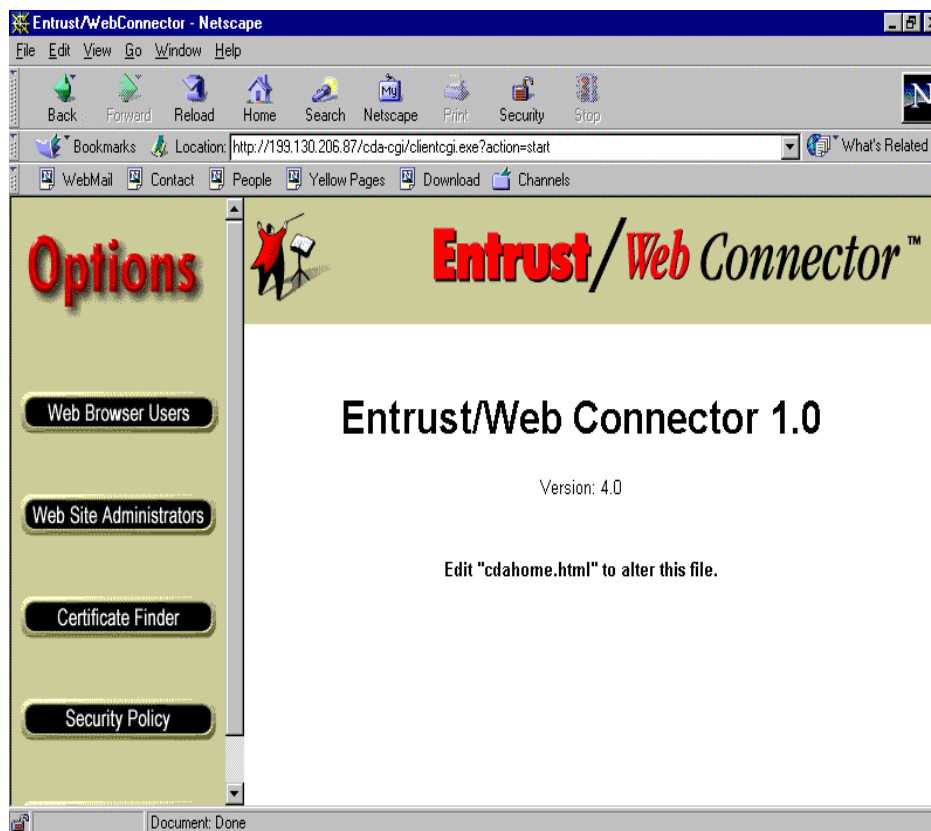 Entrust/WebConnector - Netscape
File Edit View Go Window Help
Back Forward Reload Home Search Netscape Print Security Stop
My
N
Bookmarks Location: http://199.130.206.87/cda-cgi/clientcgi.exe?action=start What's Related
WebMail Contact People Yellow Pages Download Channels
Options
Entrust/Web Connector™
Web Browser Users
Web Site Administrators
Certificate Finder
Security Policy
Entrust/Web Connector 1.0
Version: 4.0
Edit "cdahome.html" to alter this file.
Document: Done